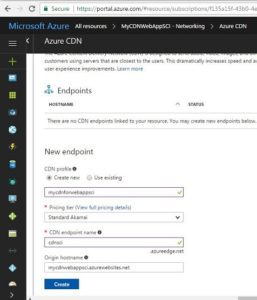 Secure | https://portal.azure.com/#resource/subscriptions/f135a15f-43b0-4e
Microsoft Azure All resources > MyCDNWebAppSCI - Networking > Azure CDN
Azure CDN
customers using servers that are closest to the users. This dramatically increases speed and
user experience improvements. Learn more
Endpoints
HOSTNAME STATUS
There are no CDN endpoints linked to your resource. You may create new endpoints below.
New endpoint
CDN profile
Create new Use existing
mycdnforwebappsci
* Pricing tier (View full pricing details)
Standard Akamai
* CDN endpoint name
cdnsci
.azureedge.net
Origin hostname
mycdnwebappsci.azurewebsites.net
Create